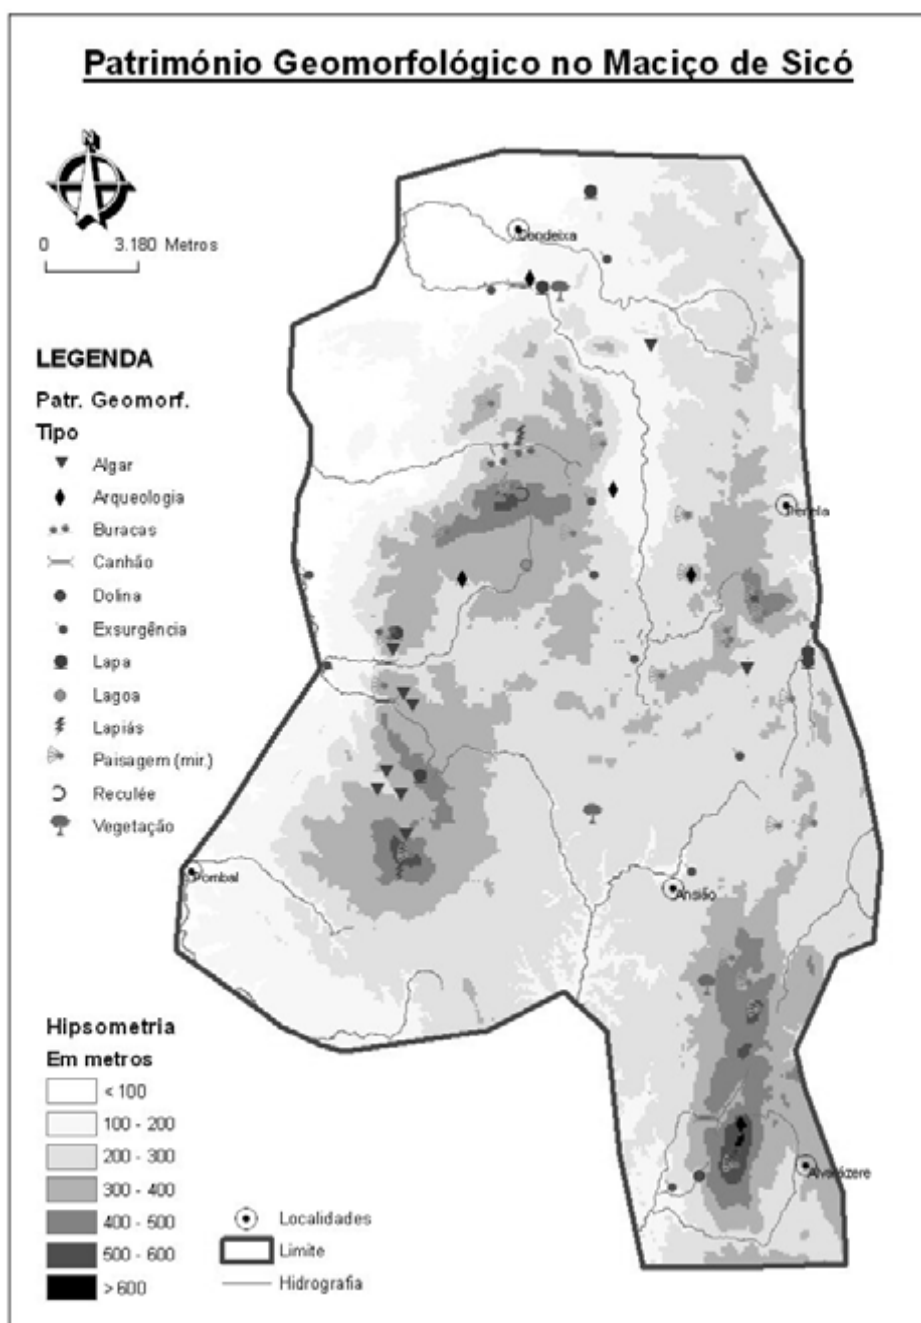 Património Geomorfológico no Maciço de Sicó
N
0 3.180 Metros
LEGENDA
Patr. Geomorf.
Tipo
Algar
Arqueologia
Buracas
Canhão
Dolina
Exsurgência
Lapa
Lagoa
Lapiás
Paisagem (mir.)
Reculée
Vegetação
Condeixa
Penela
Pombal
Ansião
Alvaiázere
Hipsometria
Em metros
< 100
100 - 200
200 - 300
300 - 400
400 - 500
500 - 600
> 600
Localidades
Limite
Hidrografia